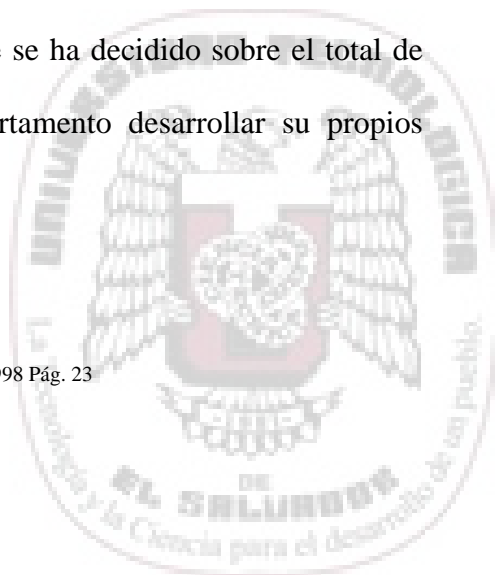 se ha decidido sobre el total de
rtamento desarrollar su propios
UNIVERSIDAD TECNOLOGICA
998 Pág. 23
La Tecnología y la Ciencia para el desarrollo de un pueblo.
DE
EL SALVADOR